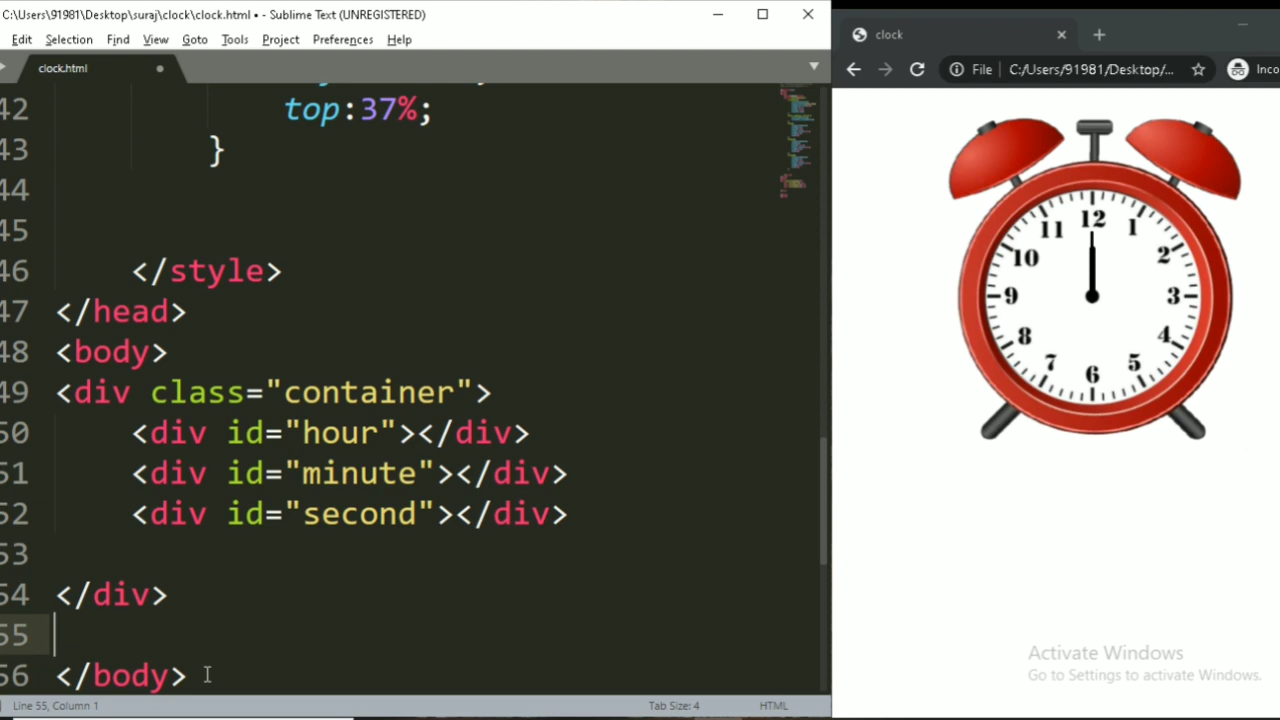 C:\Users\91981\Desktop\suraj\clock\clock.html • - Sublime Text (UNREGISTERED)
Edit Selection Find View Goto Tools Project Preferences Help
clock.html
42 top:37%;
43 }
44
45
46 </style>
47 </head>
48 <body>
49 <div class="container">
50 <div id="hour"></div>
51 <div id="minute"></div>
52 <div id="second"></div>
53
54 </div>
55
56 </body>
Line 55, Column 1 Tab Size: 4 HTML
clock
File C:/Users/91981/Desktop/... Inco
12
11 1
10 2
9 3
8 4
7 5
6
Activate Windows
Go to Settings to activate Windows.